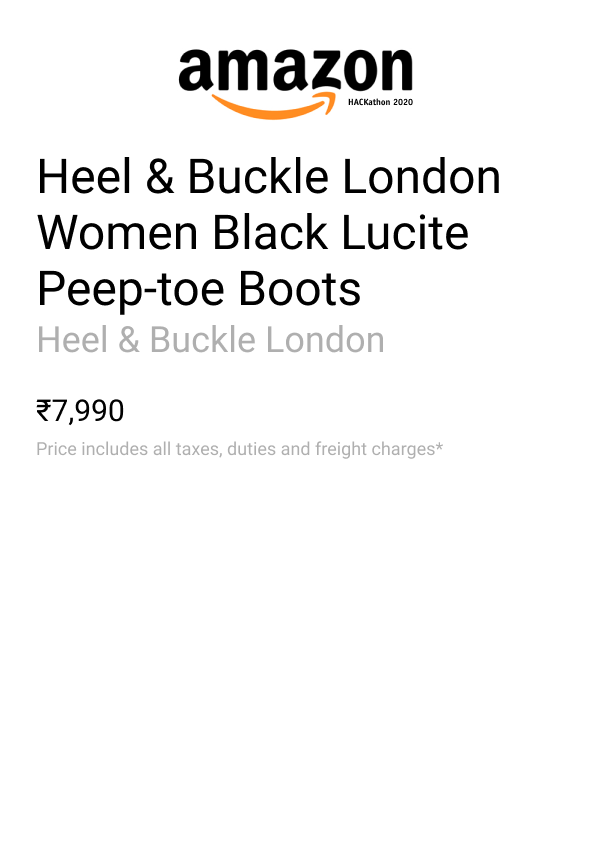 amazon
HACKathon 2020
Heel & Buckle London
Women Black Lucite
Peep-toe Boots
Heel & Buckle London
₹7,990
Price includes all taxes, duties and freight charges*